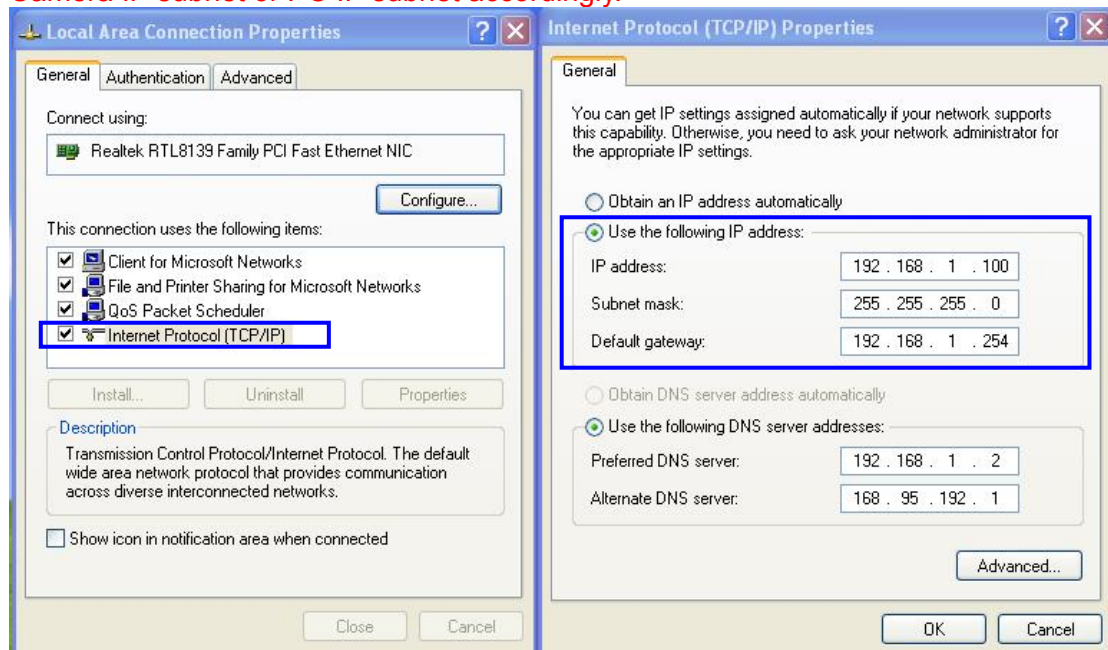 Camera IP subnet or PC IP subnet accordingly.
Local Area Connection Properties
General Authentication Advanced
Connect using:
Realtek RTL8139 Family PCI Fast Ethernet NIC
Configure...
This connection uses the following items:
Client for Microsoft Networks
File and Printer Sharing for Microsoft Networks
QoS Packet Scheduler
Internet Protocol (TCP/IP)
Install... Uninstall Properties
Description
Transmission Control Protocol/Internet Protocol. The default
wide area network protocol that provides communication
across diverse interconnected networks.
Show icon in notification area when connected
Close Cancel
Internet Protocol (TCP/IP) Properties
General
You can get IP settings assigned automatically if your network supports
this capability. Otherwise, you need to ask your network administrator for
the appropriate IP settings.
Obtain an IP address automatically
Use the following IP address:
IP address: 192 . 168 . 1 . 100
Subnet mask: 255 . 255 . 255 . 0
Default gateway: 192 . 168 . 1 . 254
Obtain DNS server address automatically
Use the following DNS server addresses:
Preferred DNS server: 192 . 168 . 1 . 2
Alternate DNS server: 168 . 95 . 192 . 1
Advanced...
OK Cancel